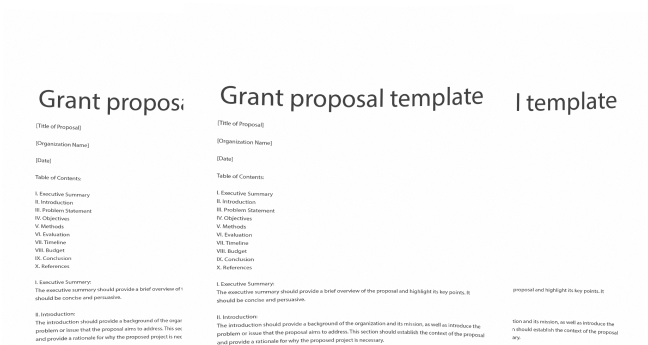 Grant proposal template
[Title of Proposal]
[Organization Name]
[Date]
Table of Contents:
I. Executive Summary
II. Introduction
III. Problem Statement
IV. Objectives
V. Methods
VI. Evaluation
VII. Timeline
VIII. Budget
IX. Conclusion
X. References
I. Executive Summary:
The executive summary should provide a brief overview of the proposal and highlight its key points. It
should be concise and persuasive.
II. Introduction:
The introduction should provide a background of the organization and its mission, as well as introduce the
problem or issue that the proposal aims to address. This section should establish the context of the proposal
and provide a rationale for why the proposed project is necessary.
Grant propos
[Title of Proposal]
[Organization Name]
[Date]
Table of Contents:
I. Executive Summary
II. Introduction
III. Problem Statement
IV. Objectives
V. Methods
VI. Evaluation
VII. Timeline
VIII. Budget
IX. Conclusion
X. References
I. Executive Summary:
The executive summary should provide a brief overview of
should be concise and persuasive.
II. Introduction:
The introduction should provide a background of the orga
problem or issue that the proposal aims to address. This sec
and provide a rationale for why the proposed project is nec
l template
proposal and highlight its key points. It
tion and its mission, as well as introduce the
n should establish the context of the proposal
ary.